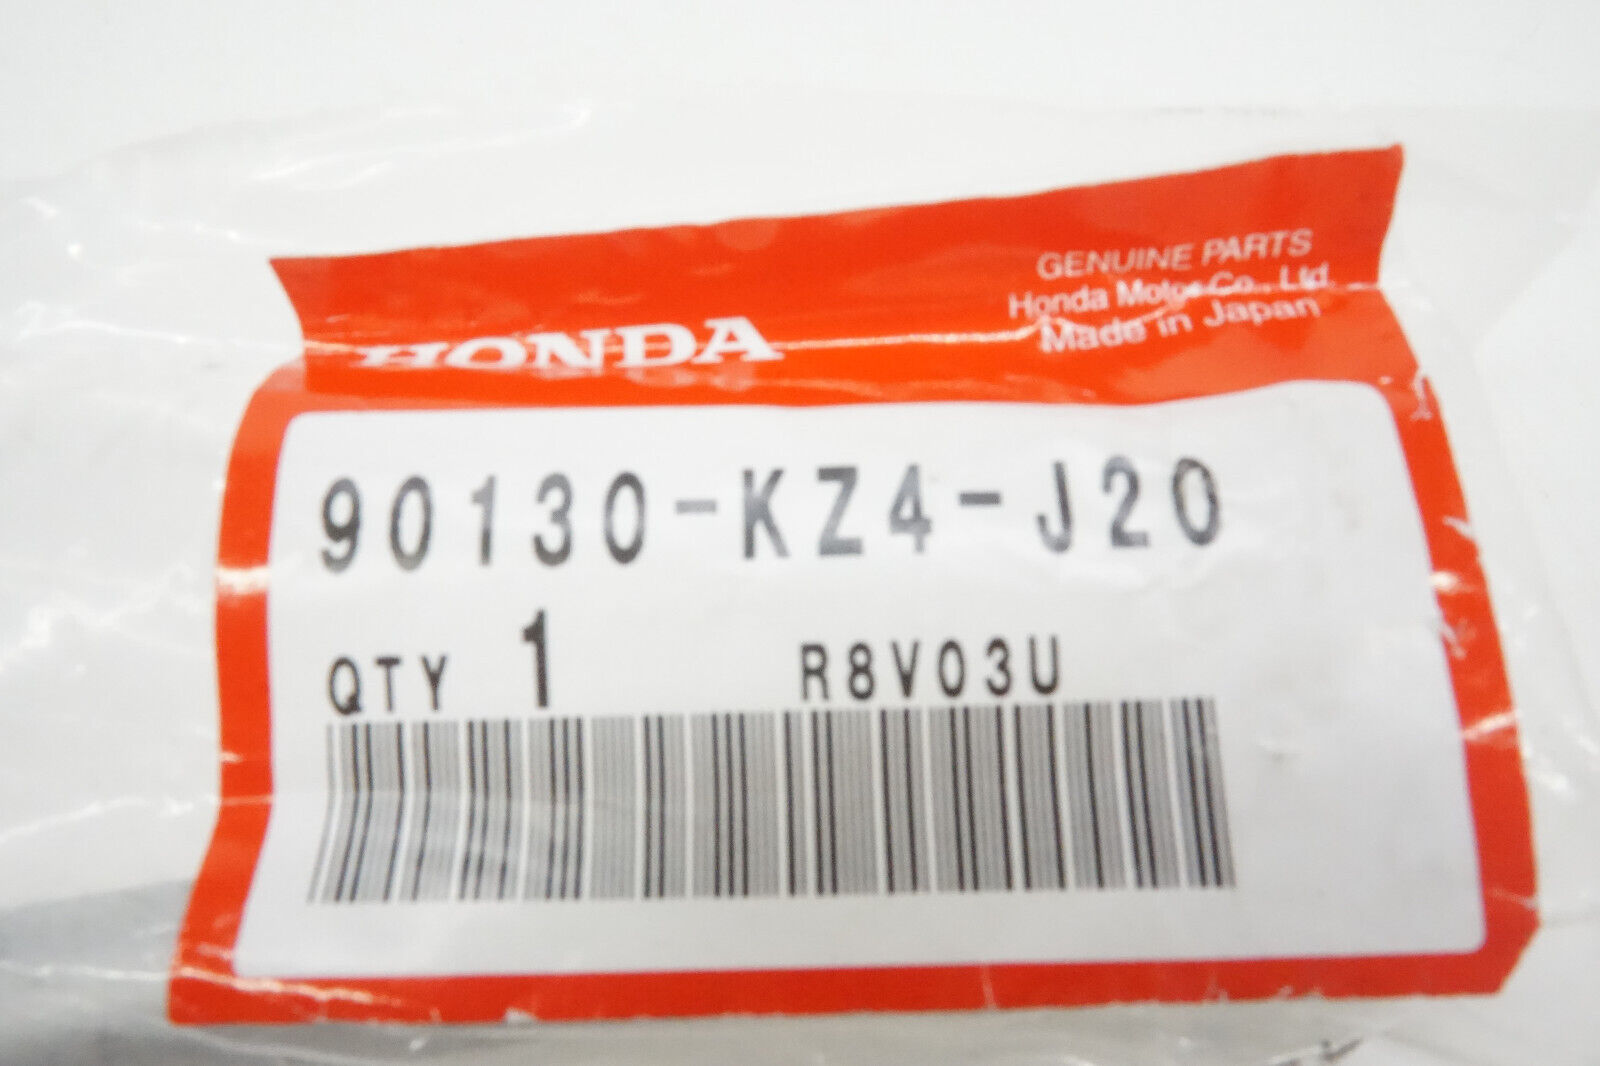 HONDA
GENUINE PARTS
Honda Motor Co., Ltd.
Made in Japan
90130-KZ4-J20
QTY 1 R8V03U